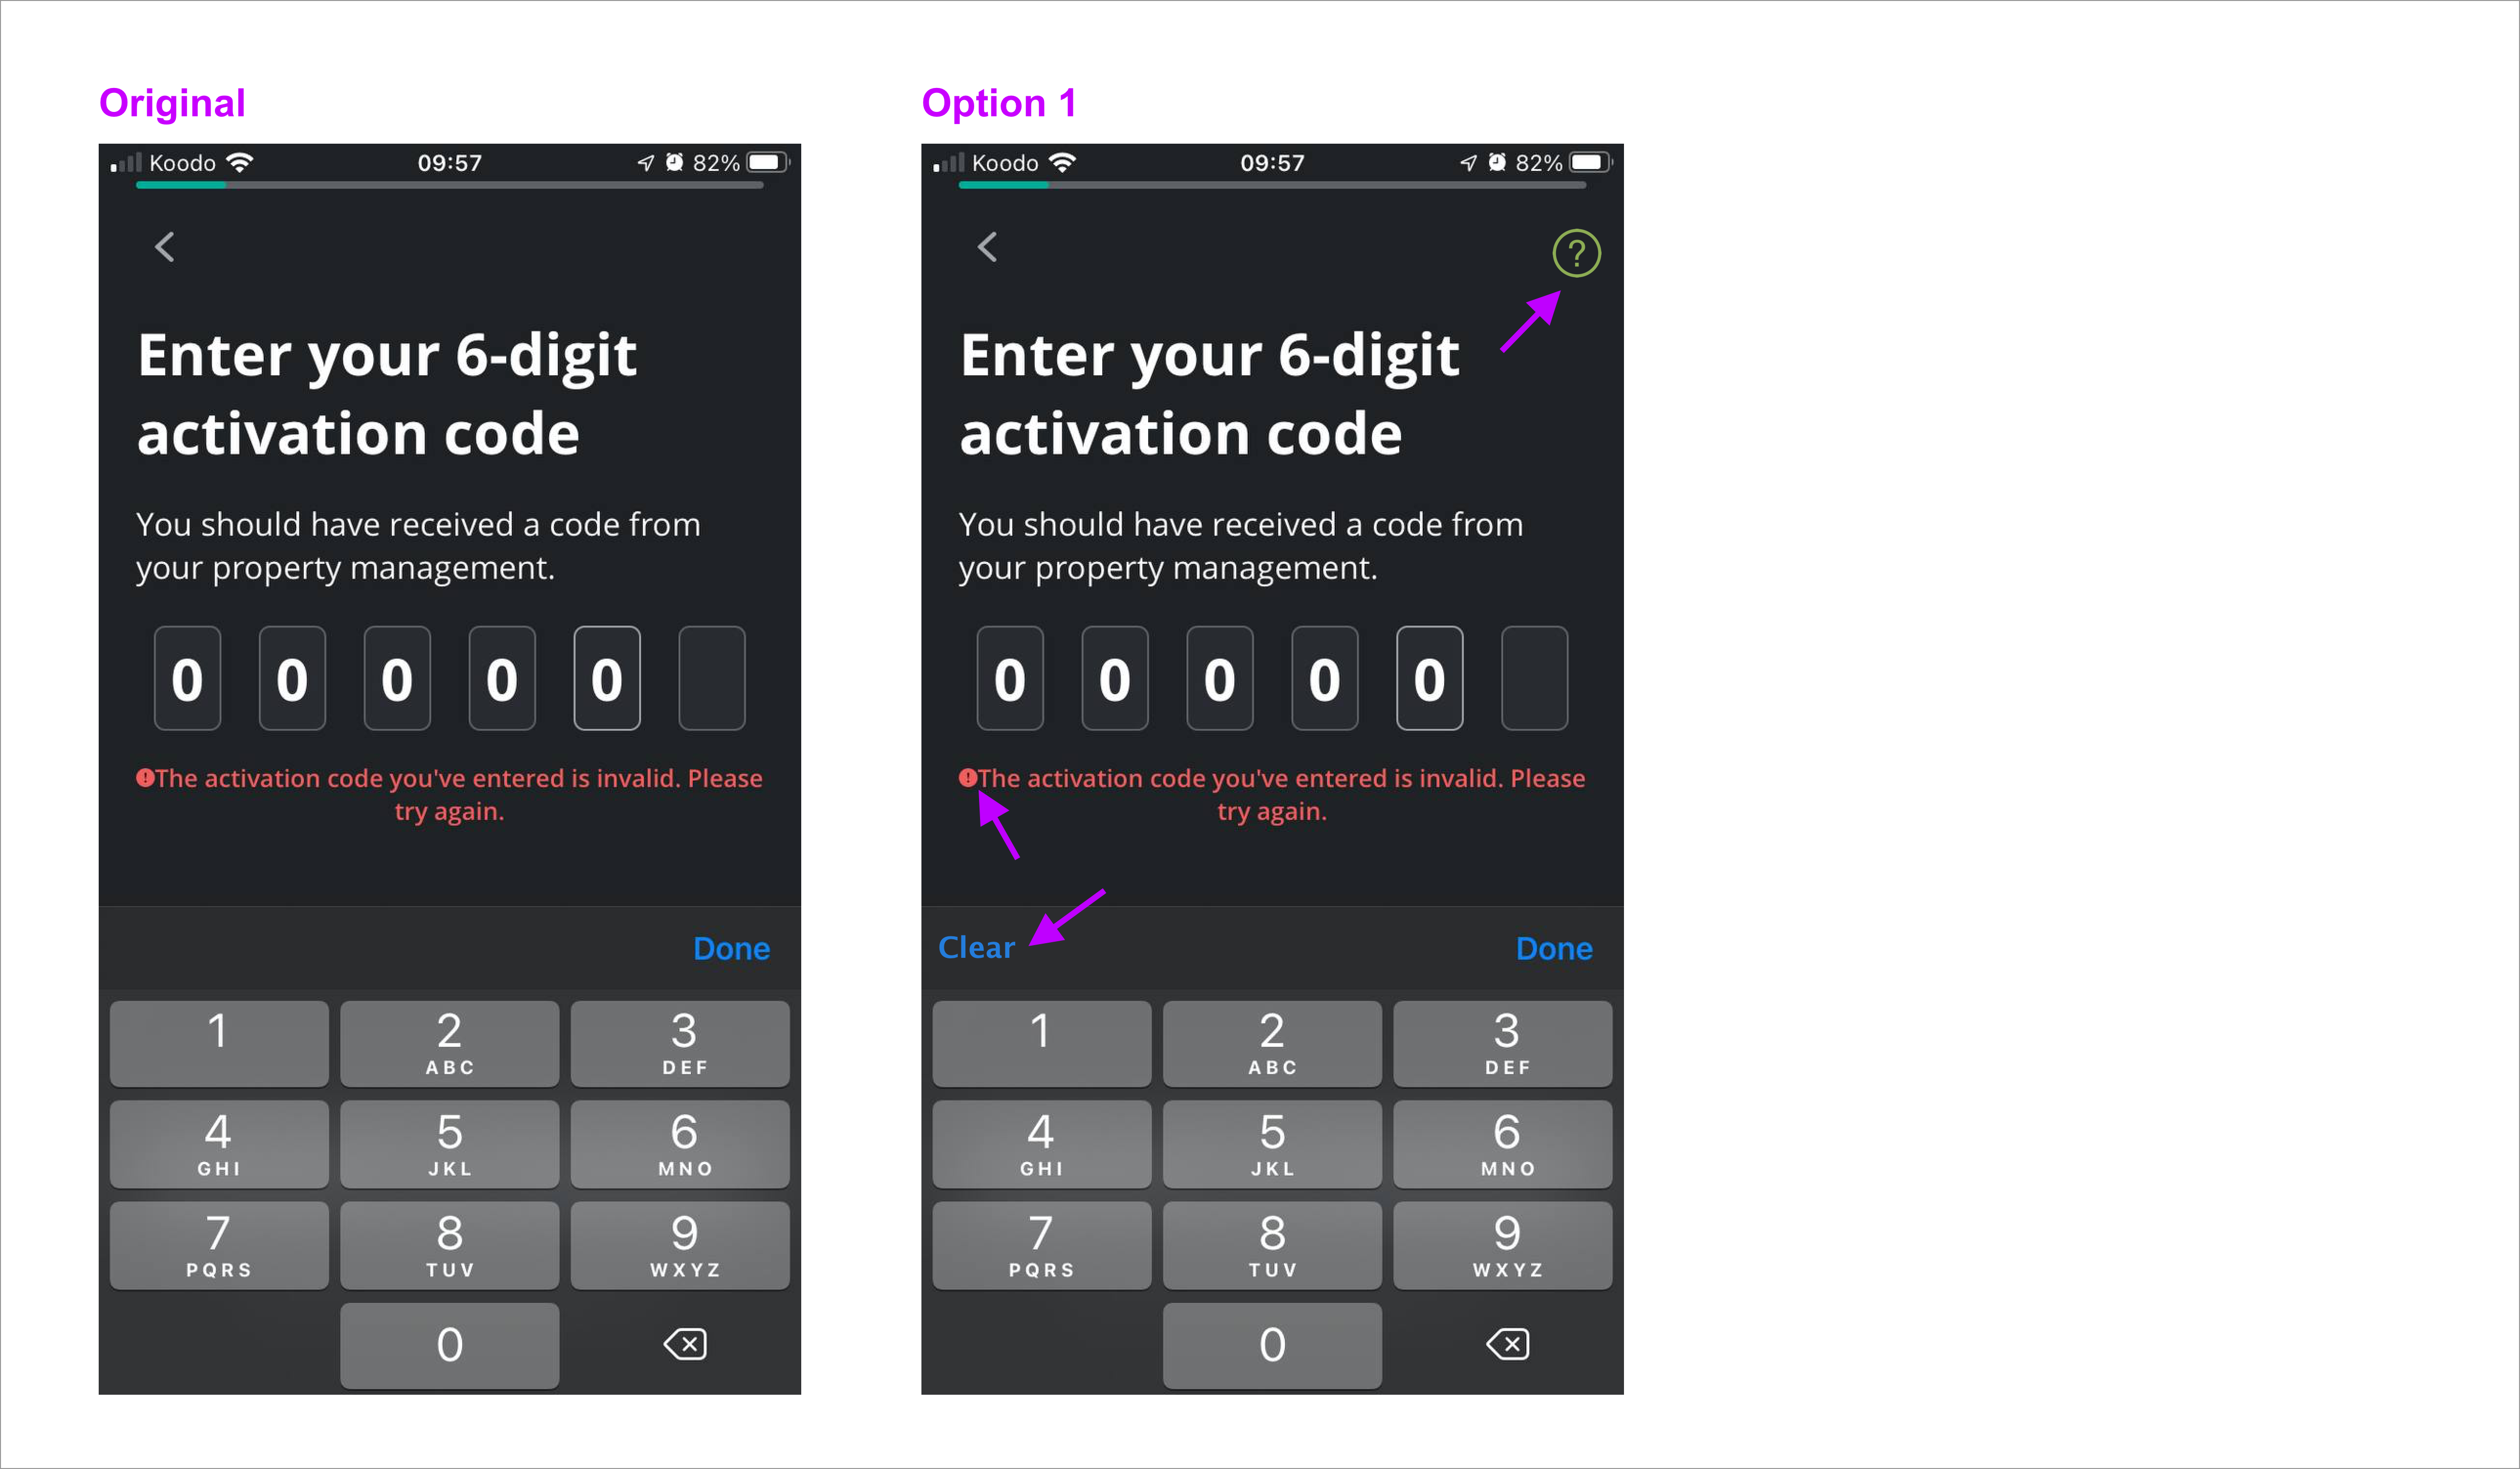 Original
Koodo 09:57 82%
Enter your 6-digit
activation code
You should have received a code from
your property management.
0 0 0 0 0
The activation code you've entered is invalid. Please
try again.
Done
1 2 3
ABC DEF
4 5 6
GHI JKL MNO
7 8 9
PQRS TUV WXYZ
0
Option 1
Koodo 09:57 82%
?
Enter your 6-digit
activation code
You should have received a code from
your property management.
0 0 0 0 0
The activation code you've entered is invalid. Please
try again.
Clear Done
1 2 3
ABC DEF
4 5 6
GHI JKL MNO
7 8 9
PQRS TUV WXYZ
0